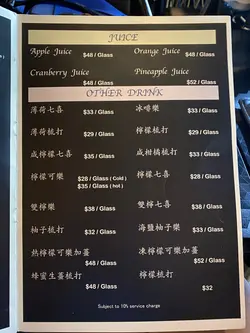 JUICE
Apple Juice $48 / Glass Orange Juice $48 / Glass
Cranberry Juice Pineapple Juice
$48 / Glass $52 / Glass
OTHER DRINK
薄荷七喜 $33 / Glass 冰啡樂 $38 / Glass
薄荷梳打 $29 / Glass 檸檬梳打 $29 / Glass
咸檸七喜 $35 / Glass 咸柑橘梳打 $33 / Glass
檸檬可樂 $28 / Glass ( Cold ) 檸檬七喜 $28 / Glass
$35 / Glass ( hot )
雙檸樂 $38 / Glass 雙檸七喜 $38 / Glass
柚子梳打 $32 / Glass 海鹽柚子樂 $33 / Glass
熱檸檬可樂加薑 凍檸檬可樂加薑
$48 / Glass $52 / Glass
蜂蜜生薑梳打 檸檬梳打
$48 / Glass $32
Subject to 10% service charge